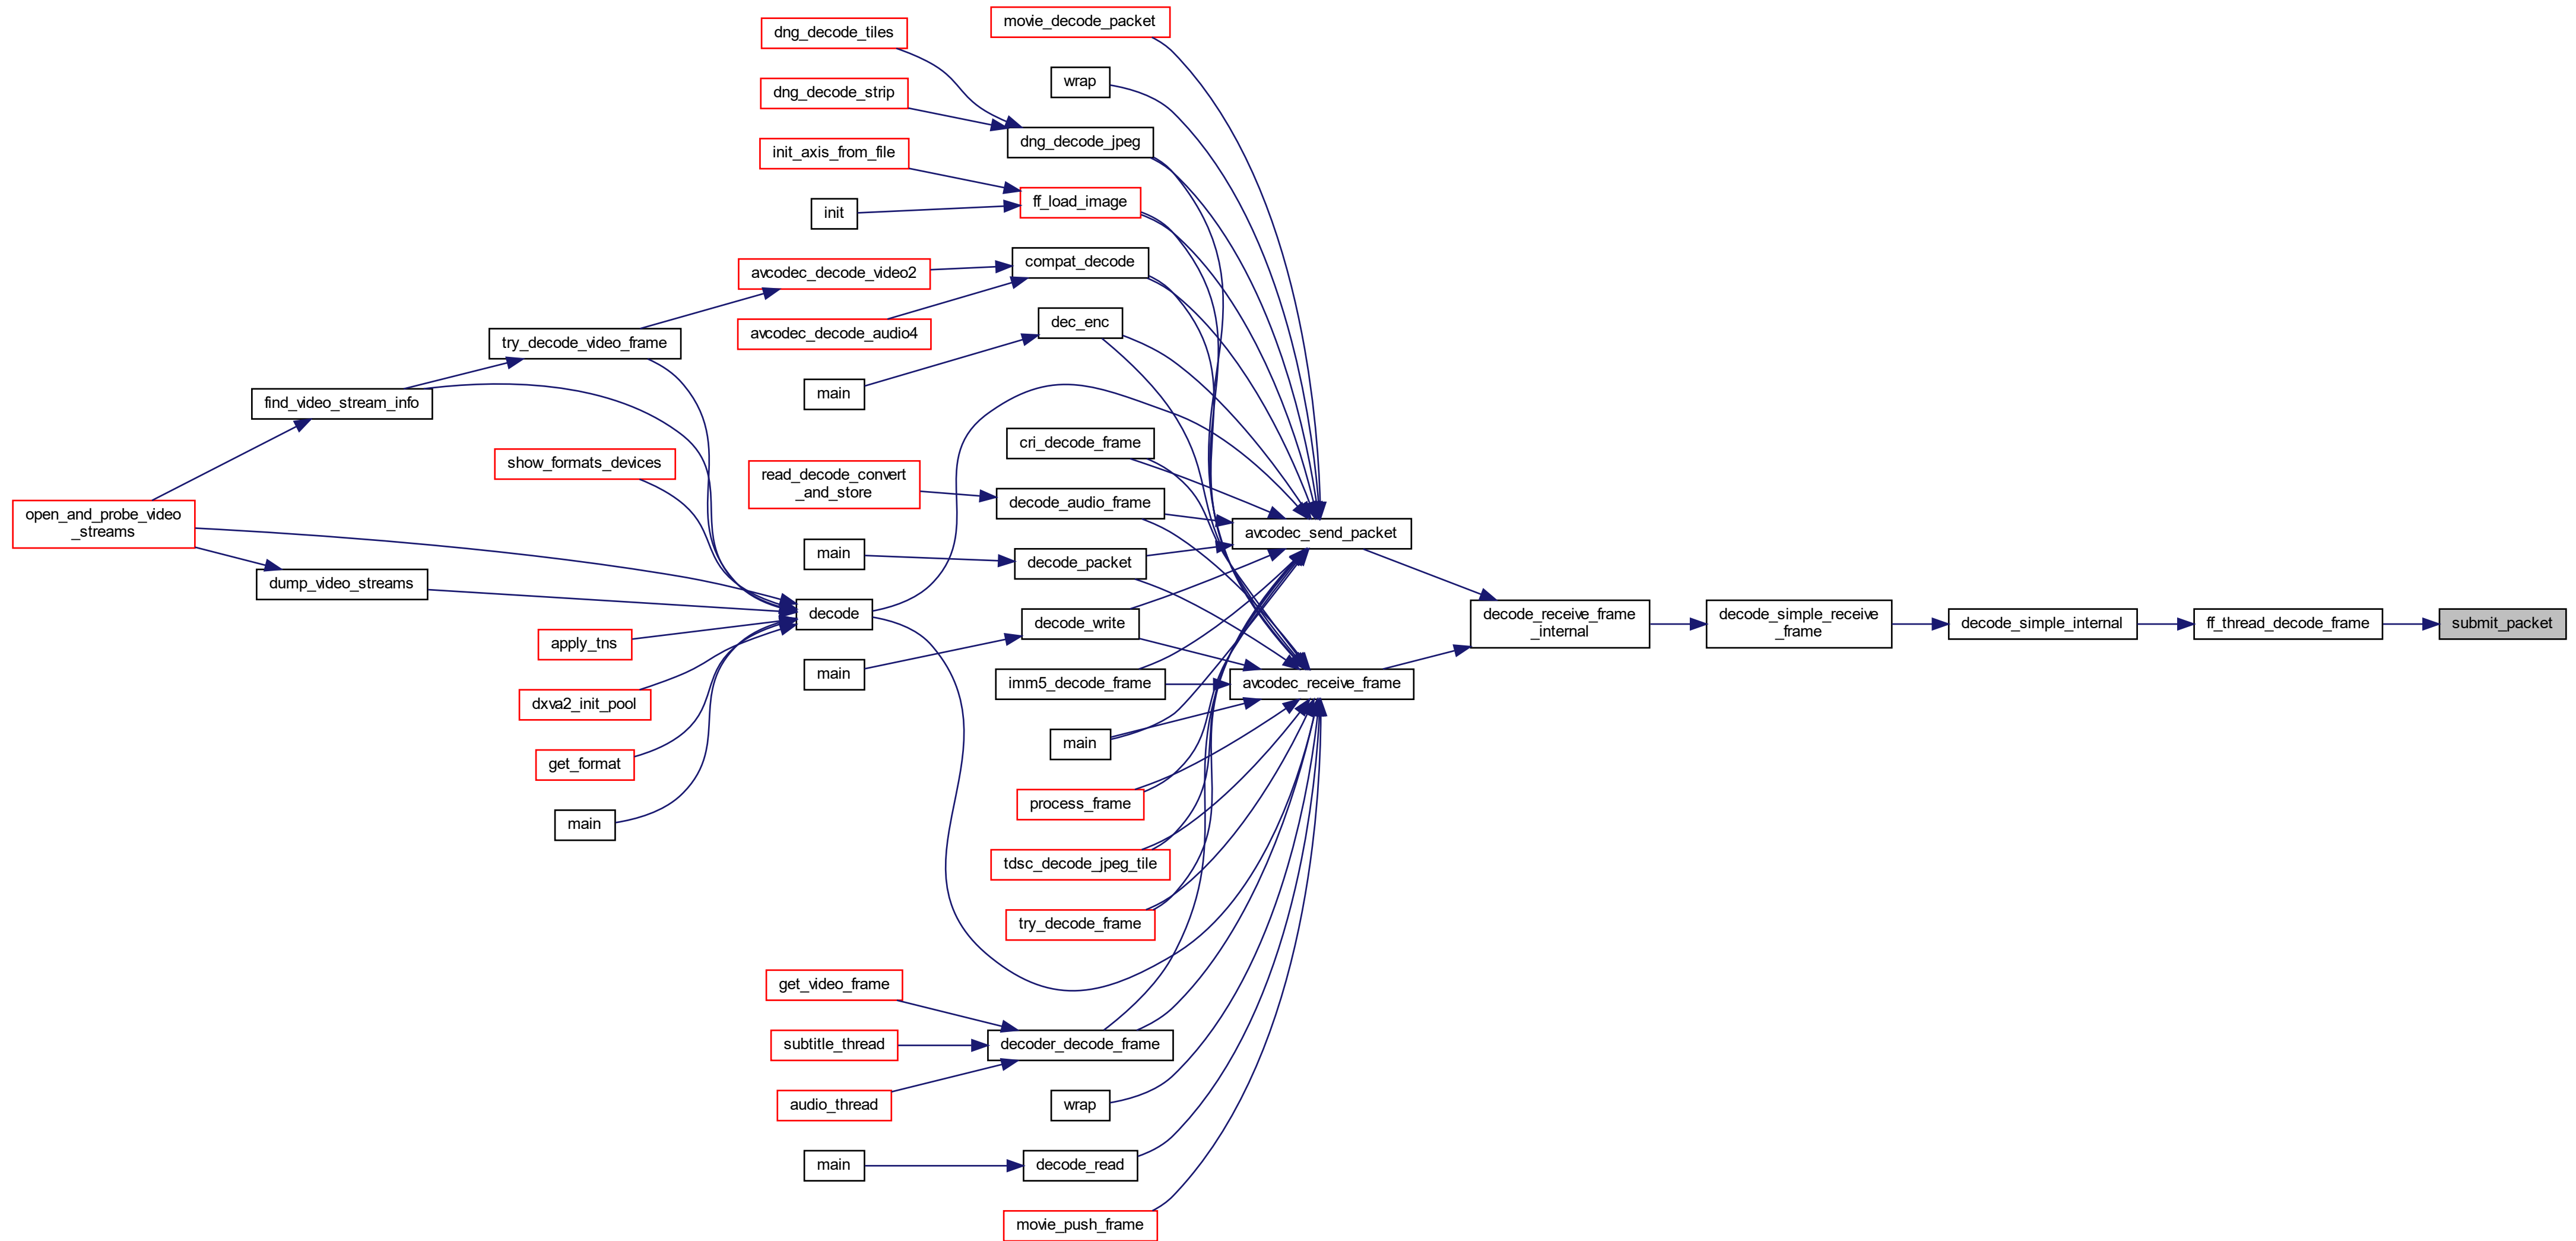 movie_decode_packet
dng_decode_tiles
wrap
dng_decode_strip
dng_decode_jpeg
init_axis_from_file
ff_load_image
init
compat_decode
avcodec_decode_video2
dec_enc
avcodec_decode_audio4
try_decode_video_frame
main
find_video_stream_info
cri_decode_frame
show_formats_devices
read_decode_convert
_and_store
decode_audio_frame
open_and_probe_video
_streams
avcodec_send_packet
main
decode_packet
dump_video_streams
decode
decode_write
decode_receive_frame
_internal
decode_simple_receive
_frame
decode_simple_internal
ff_thread_decode_frame
submit_packet
apply_tns
main
imm5_decode_frame
avcodec_receive_frame
dxva2_init_pool
main
get_format
process_frame
main
tdsc_decode_jpeg_tile
try_decode_frame
get_video_frame
subtitle_thread
decoder_decode_frame
audio_thread
wrap
main
decode_read
movie_push_frame